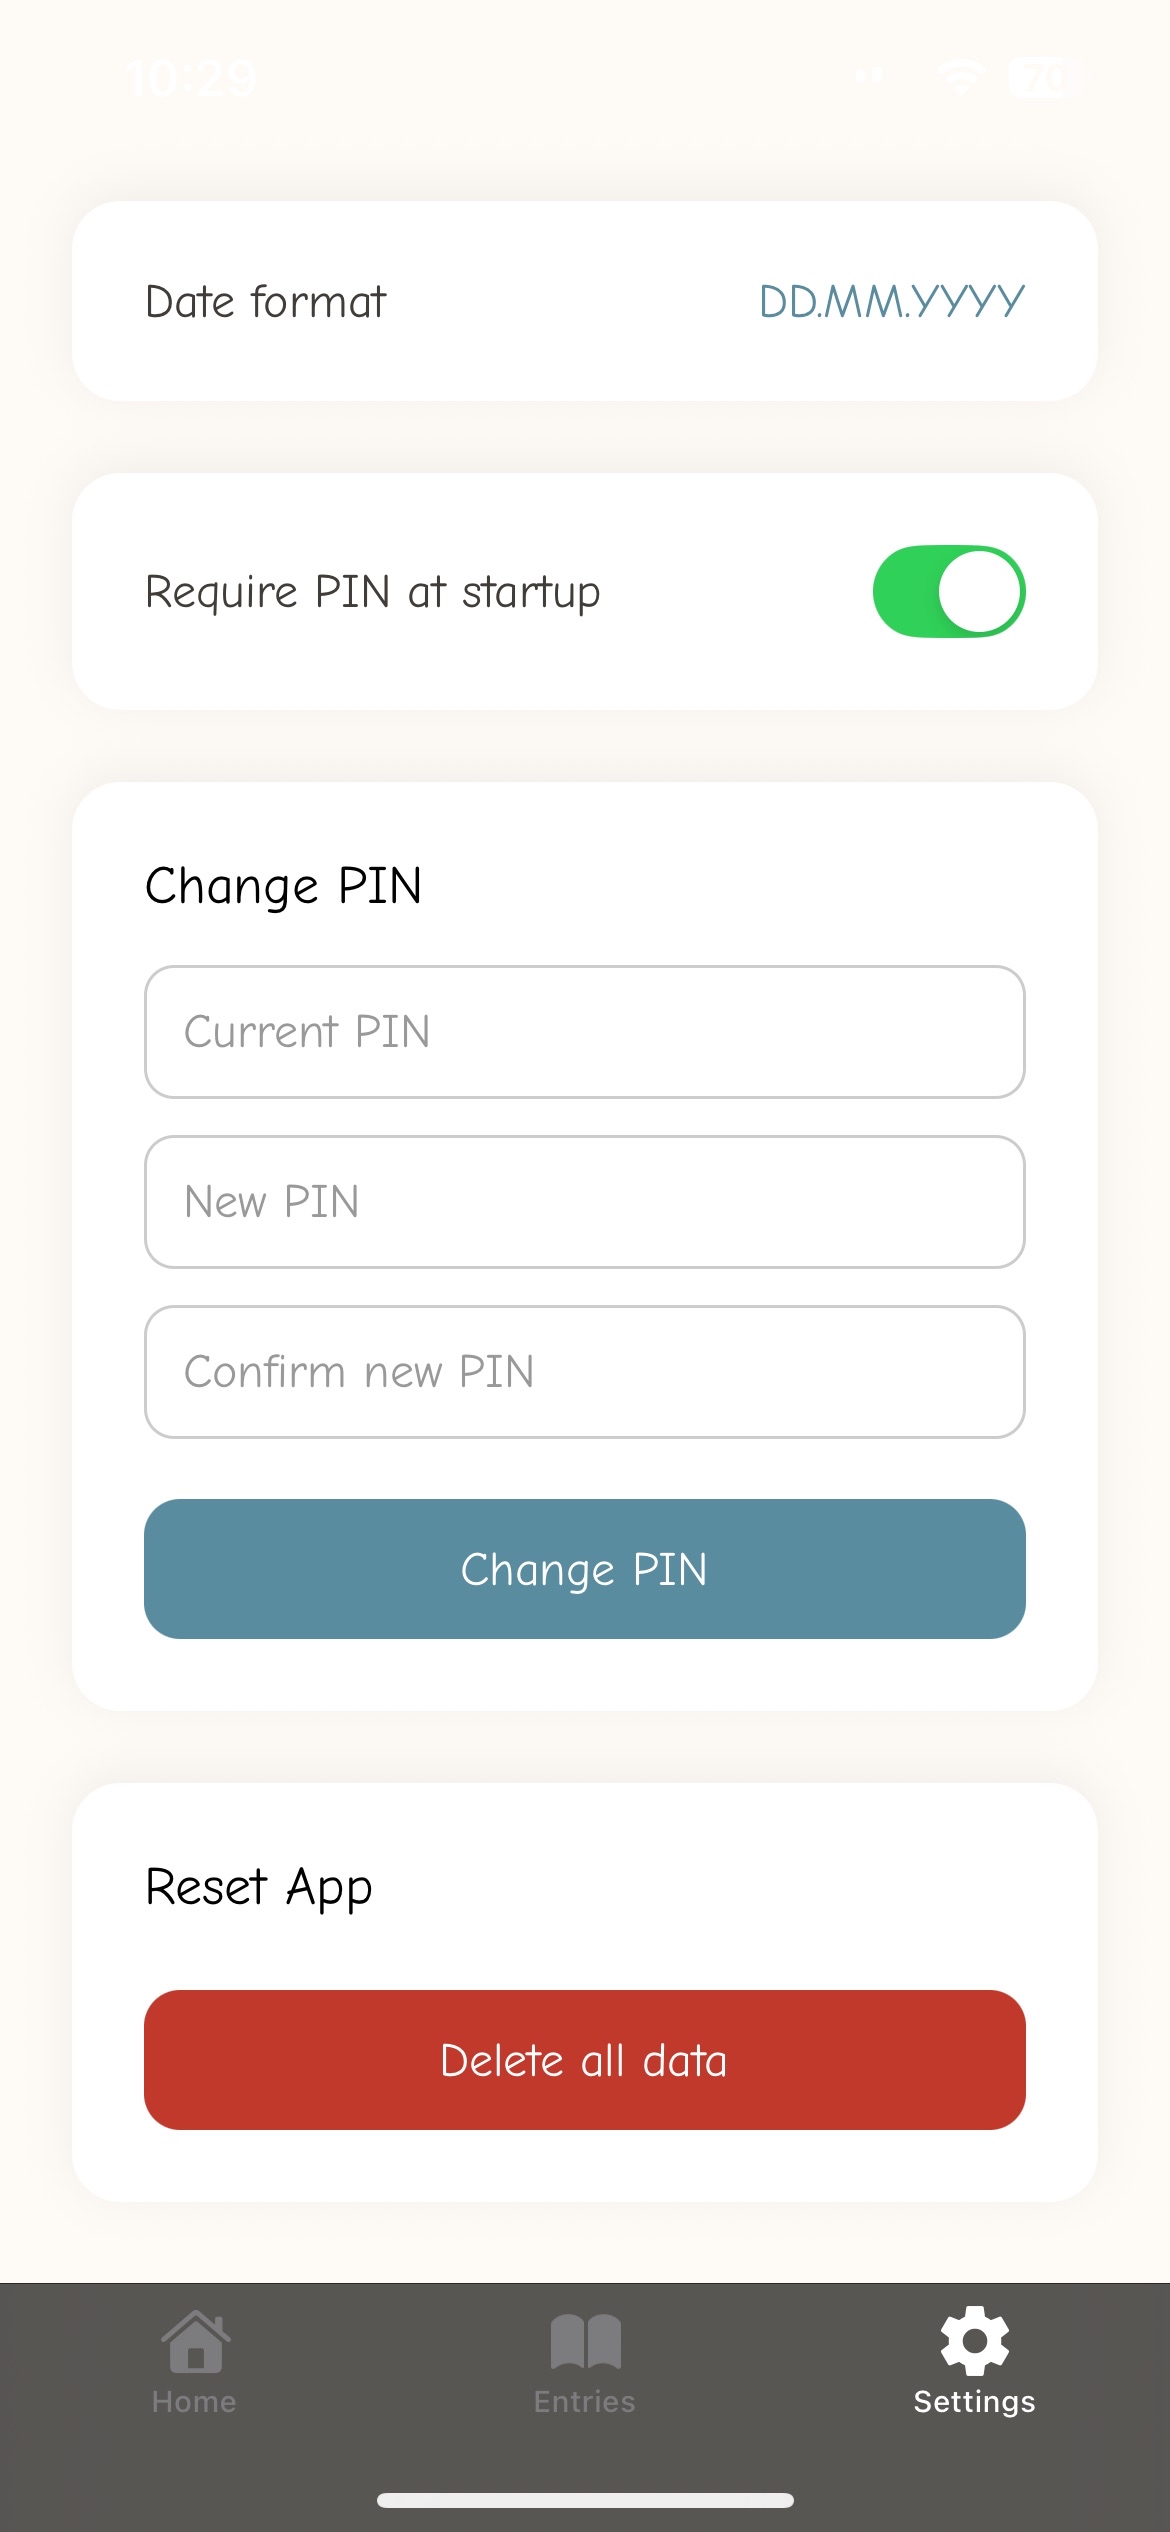 10:29
70
Date format
DD.MM.YYYY
Require PIN at startup
Change PIN
Current PIN
New PIN
Confirm new PIN
Change PIN
Reset App
Delete all data
Home
Entries
Settings